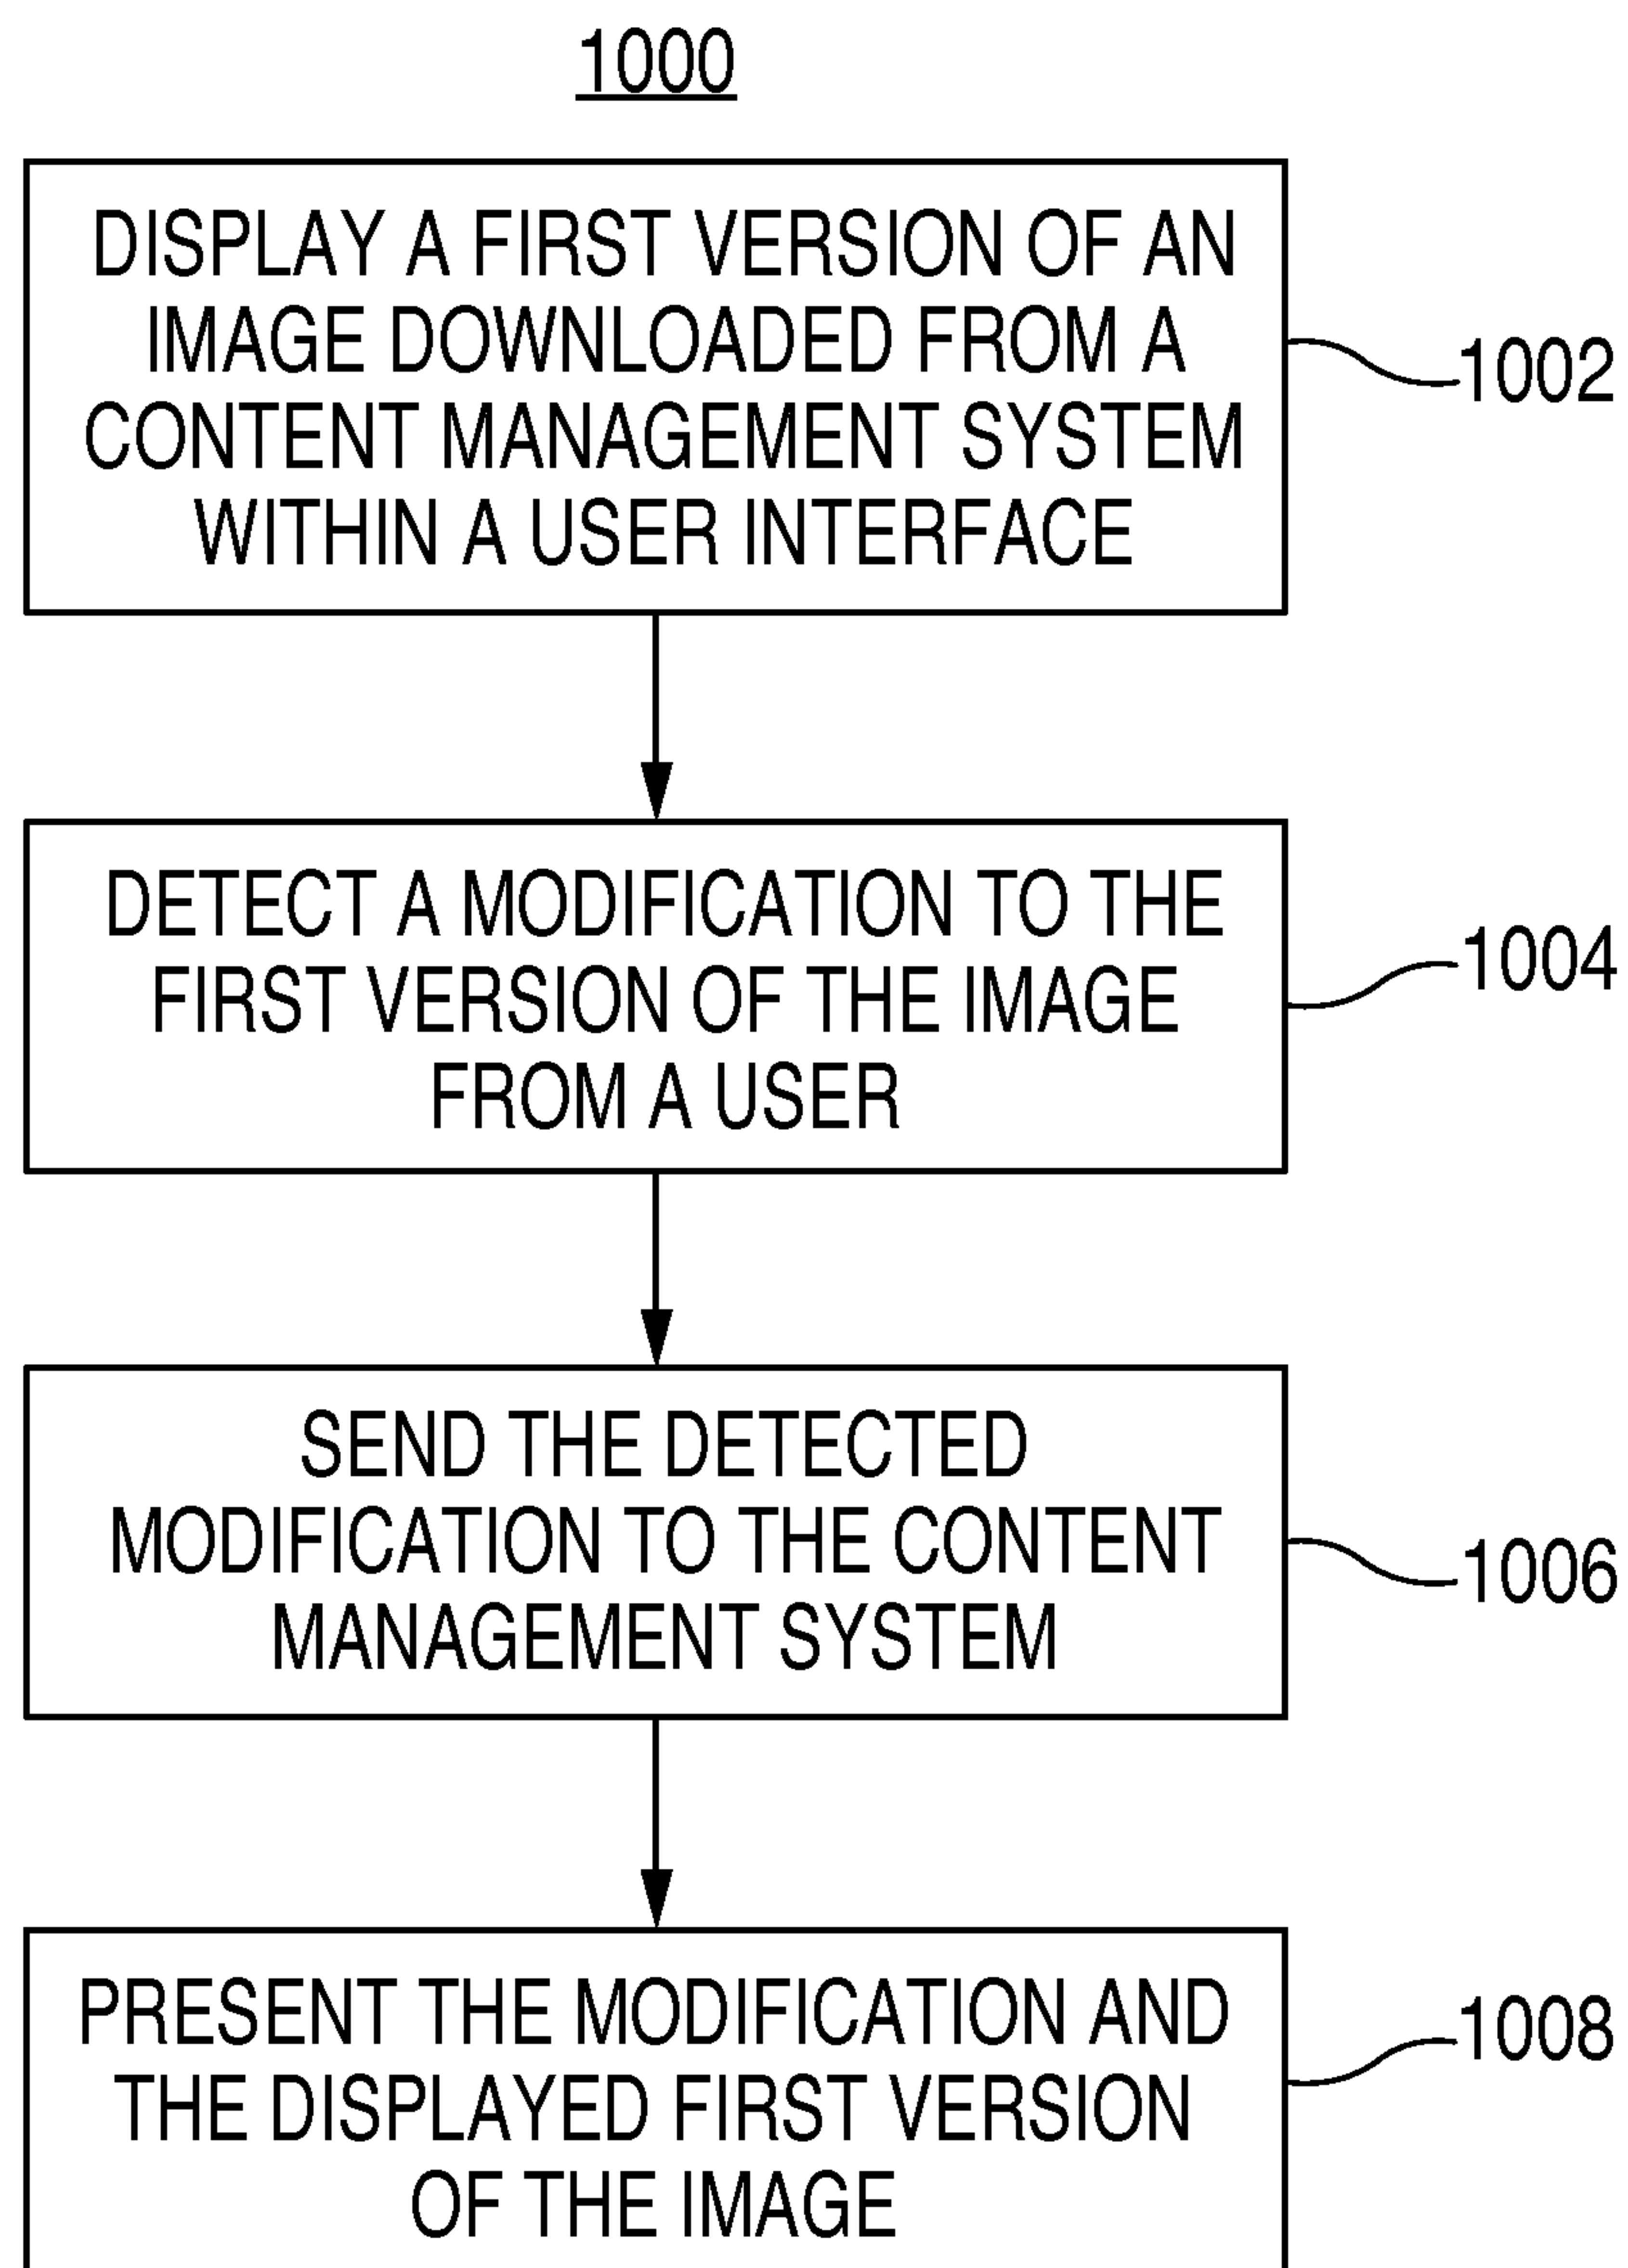 1000
DISPLAY A FIRST VERSION OF AN
IMAGE DOWNLOADED FROM A
CONTENT MANAGEMENT SYSTEM
WITHIN A USER INTERFACE
1002
DETECT A MODIFICATION TO THE
FIRST VERSION OF THE IMAGE
FROM A USER
1004
SEND THE DETECTED
MODIFICATION TO THE CONTENT
MANAGEMENT SYSTEM
1006
PRESENT THE MODIFICATION AND
THE DISPLAYED FIRST VERSION
OF THE IMAGE
1008